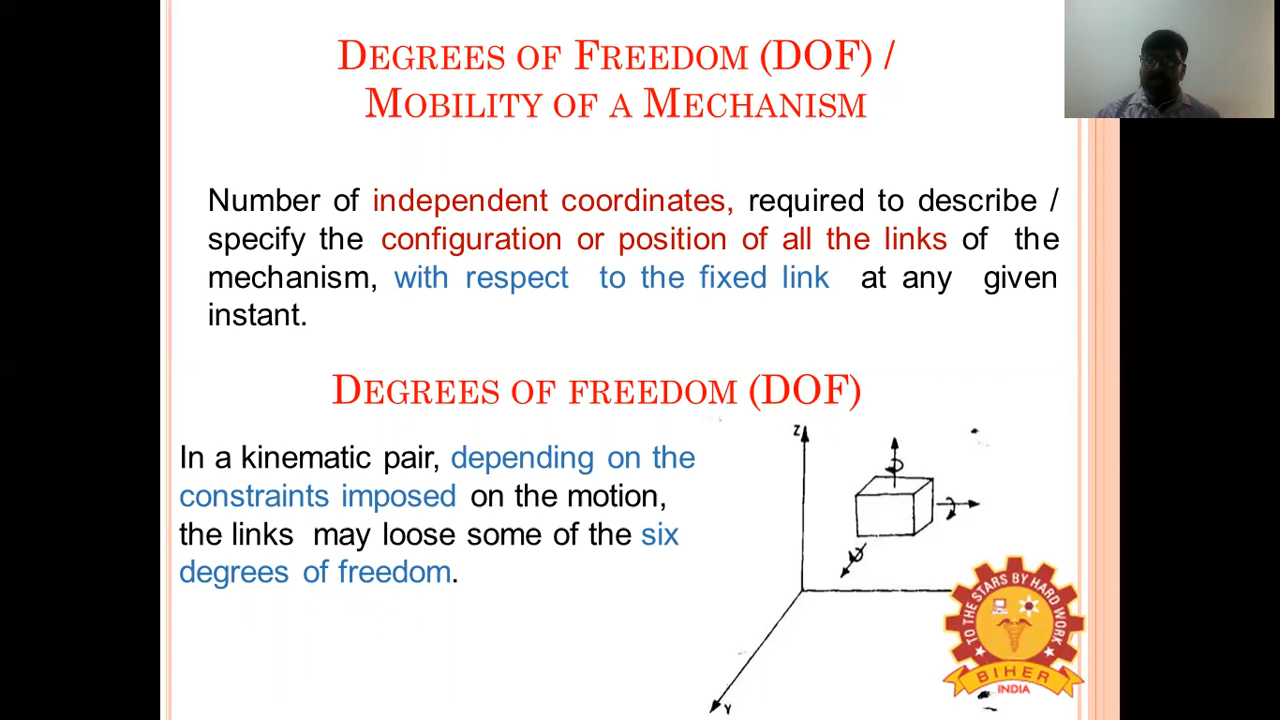 DEGREES OF FREEDOM (DOF) /
MOBILITY OF A MECHANISM
Number of independent coordinates, required to describe /
specify the configuration or position of all the links of the
mechanism, with respect to the fixed link at any given
instant.
DEGREES OF FREEDOM (DOF)
In a kinematic pair, depending on the
constraints imposed on the motion,
the links may loose some of the six
degrees of freedom.
Z
Y
TO THE STARS BY HARD WORK
BIHER
INDIA